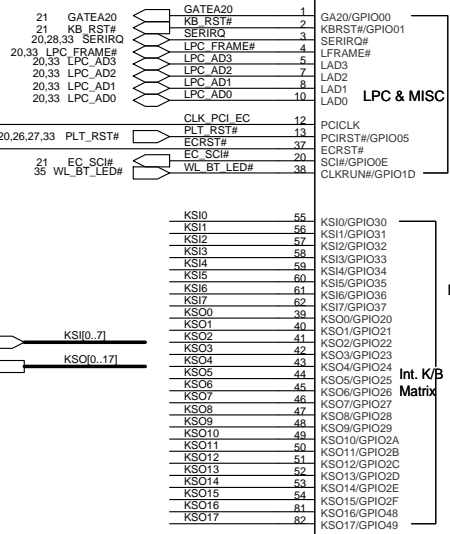 21 GATEA20 GATEA20 1 GA20/GPIO00
21 KB_RST# KB_RST# 2 KBRST#/GPIO01
20,28,33 SERIRQ SERIRQ 3 SERIRQ#
20,33 LPC_FRAME# LPC_FRAME# 4 LFRAME#
20,33 LPC_AD3 LPC_AD3 5 LAD3
20,33 LPC_AD2 LPC_AD2 7 LAD2
20,33 LPC_AD1 LPC_AD1 8 LAD1
20,33 LPC_AD0 LPC_AD0 10 LAD0
LPC & MISC
CLK_PCI_EC 12 PCICLK
20,26,27,33 PLT_RST# PLT_RST# 13 PCIRST#/GPIO05
ECRST# 37 ECRST#
21 EC_SCI# EC_SCI# 20 SCI#/GPIO0E
35 WL_BT_LED# WL_BT_LED# 38 CLKRUN#/GPIO1D
KSI0 55 KSI0/GPIO30
KSI1 56 KSI1/GPIO31
KSI2 57 KSI2/GPIO32
KSI3 58 KSI3/GPIO33
KSI4 59 KSI4/GPIO34
KSI5 60 KSI5/GPIO35
KSI6 61 KSI6/GPIO36
KSI7 62 KSI7/GPIO37
KSO0 39 KSO0/GPIO20
KSO1 40 KSO1/GPIO21
KSI[0..7]
KSO2 41 KSO2/GPIO22
KSO3 42 KSO3/GPIO23
KSO[0..17]
KSO4 43 KSO4/GPIO24
KSO5 44 KSO5/GPIO25
Int. K/B
KSO6 45 KSO6/GPIO26
Matrix
KSO7 46 KSO7/GPIO27
KSO8 47 KSO8/GPIO28
KSO9 48 KSO9/GPIO29
KSO10 49 KSO10/GPIO2A
KSO11 50 KSO11/GPIO2B
KSO12 51 KSO12/GPIO2C
KSO13 52 KSO13/GPIO2D
KSO14 53 KSO14/GPIO2E
KSO15 54 KSO15/GPIO2F
KSO16 81 KSO16/GPIO48
KSO17 82 KSO17/GPIO49